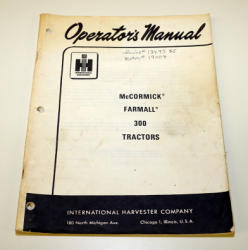 Operator's Manual
IH
McCORMICK®
FARMALL®
300
TRACTORS
INTERNATIONAL HARVESTER COMPANY
180 North Michigan Ave. Chicago 1, Illinois, U.S.A.